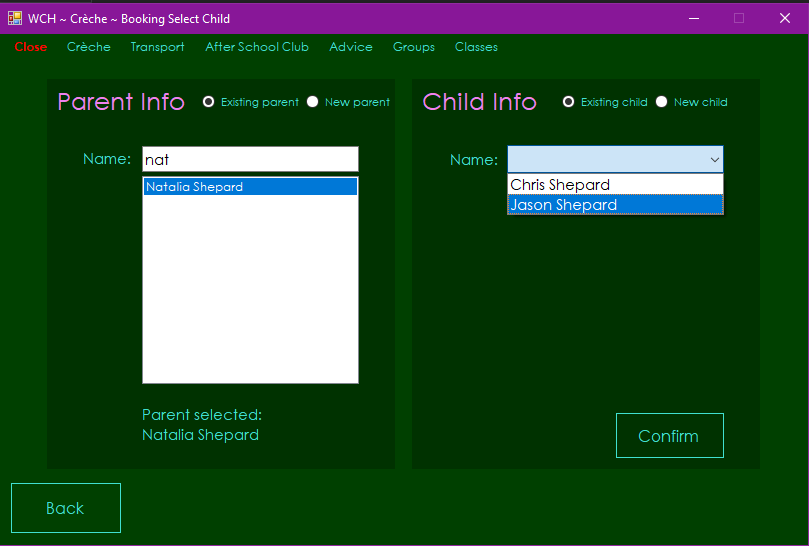 WCH ~ Crèche ~ Booking Select Child
Close Crèche Transport After School Club Advice Groups Classes
Parent Info Existing parent New parent
Name: nat
Natalia Shepard
Parent selected:
Natalia Shepard
Child Info Existing child New child
Name:
Chris Shepard
Jason Shepard
Confirm
Back